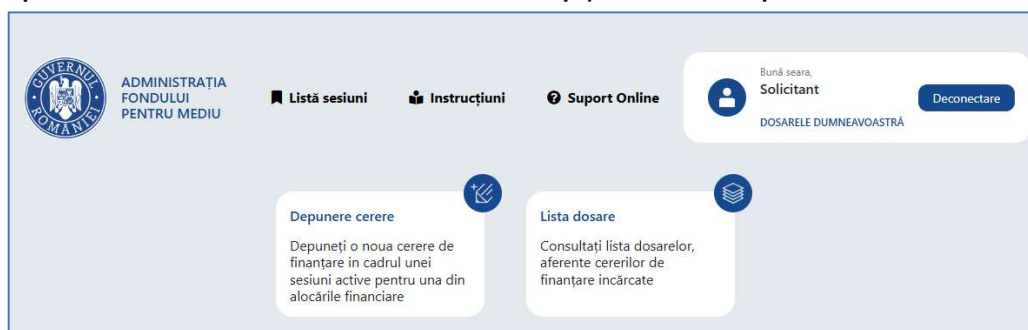 GUVERNUL ROMÂNIEI
ADMINISTRAȚIA
FONDULUI
PENTRU MEDIU
Listă sesiuni
Instrucțiuni
Suport Online
Bună seara,
Solicitant
DOSARELE DUMNEAVOASTRĂ
Deconectare
Depunere cerere
Depuneți o noua cerere de
finanțare in cadrul unei
sesiuni active pentru una din
alocările financiare
Lista dosare
Consultați lista dosarelor,
aferente cererilor de
finanțare incărcate